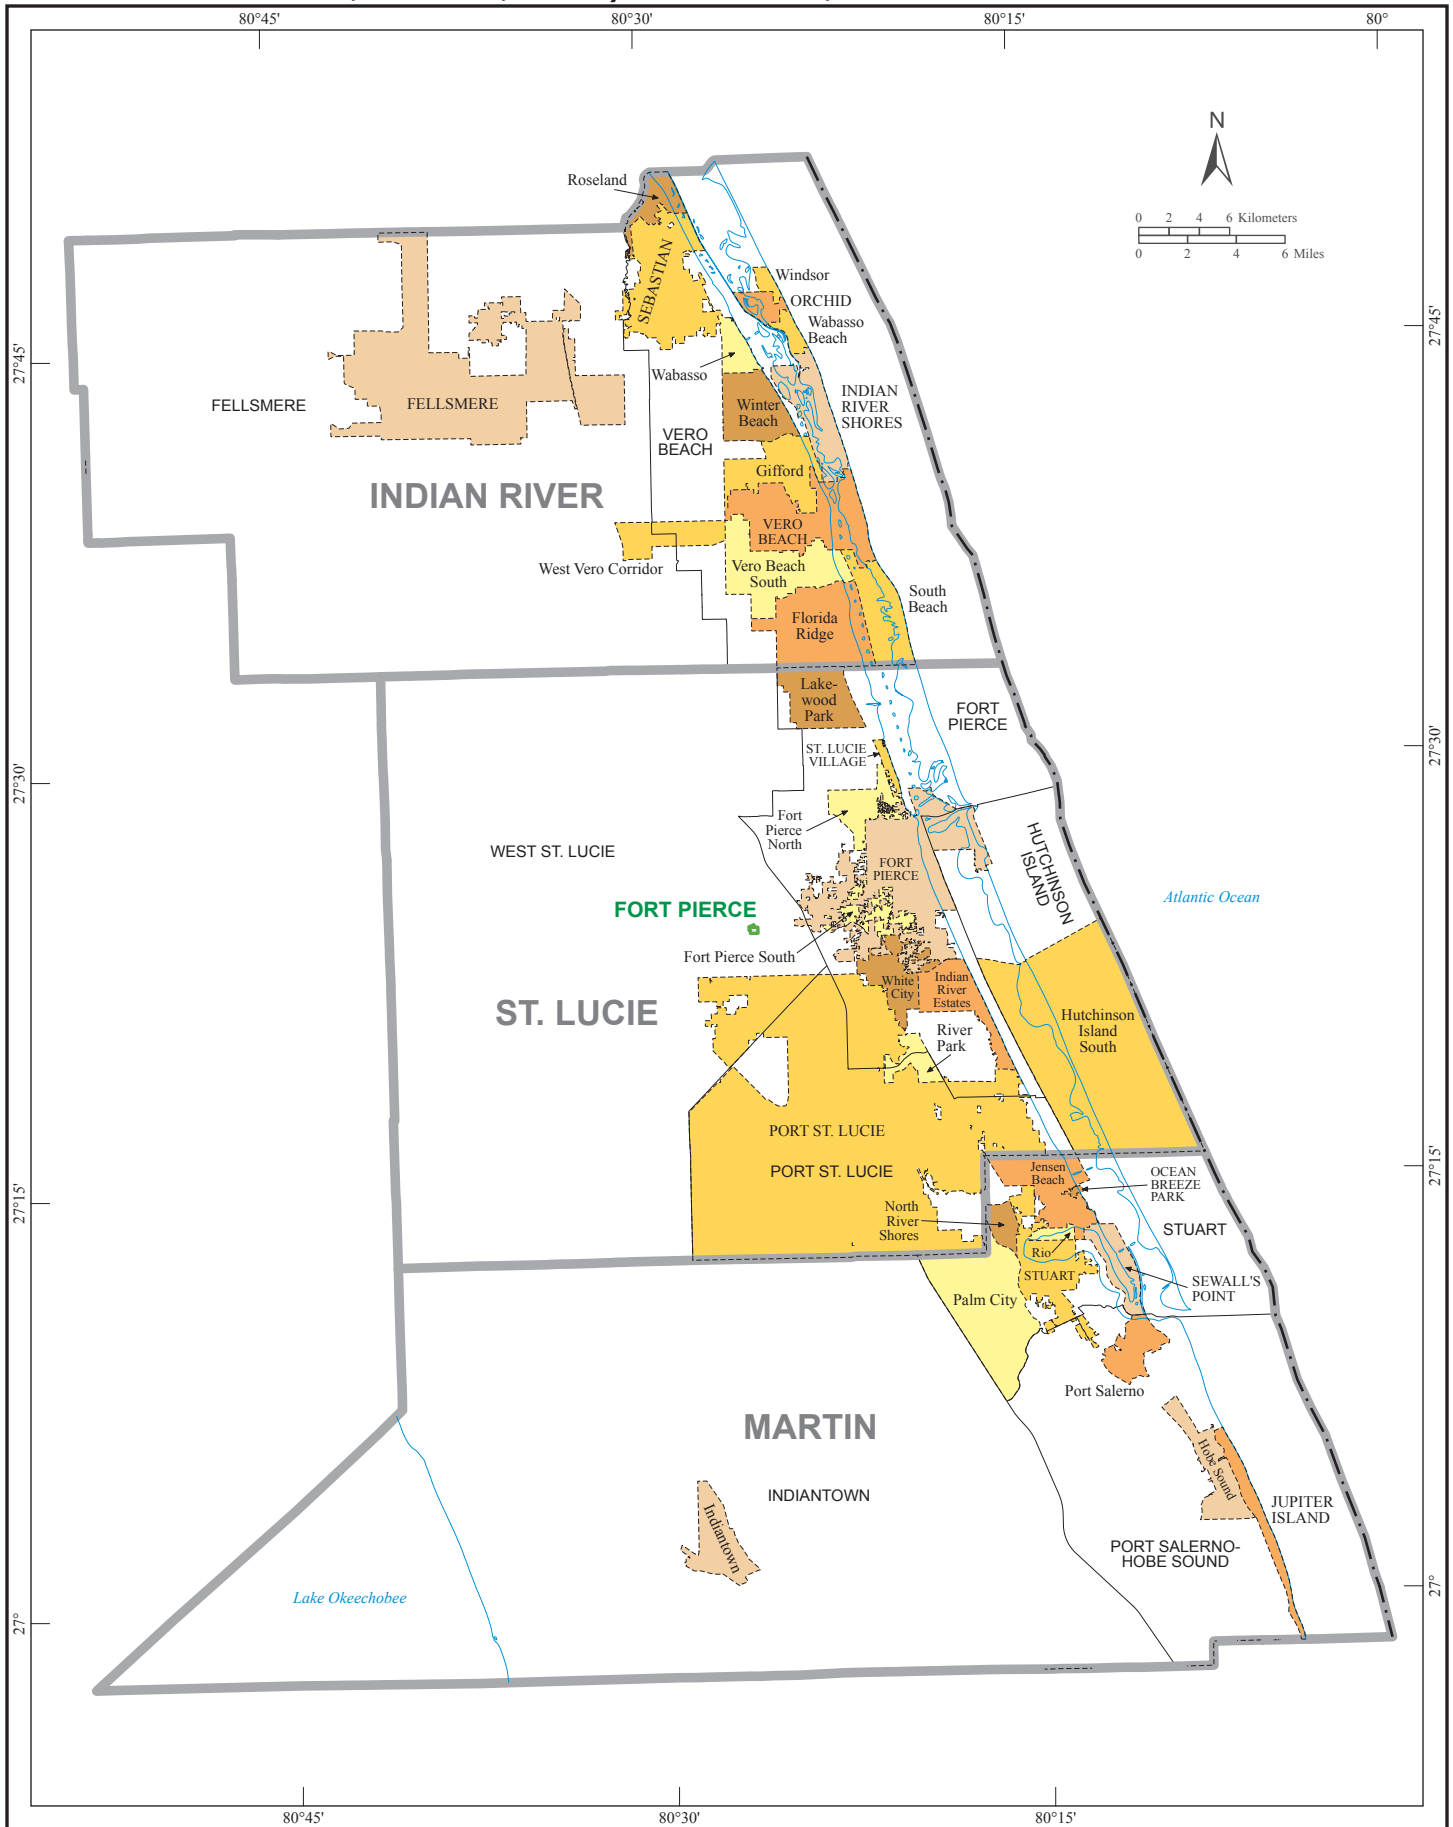 80°45'
80°30'
80°15'
80°
N
0 2 4 6 Kilometers
0 2 4 6 Miles
Roseland
SEBASTIAN
Windsor
ORCHID
Wabasso
Beach
27°45'
27°45'
Wabasso
INDIAN
RIVER
SHORES
FELLSMERE
FELLSMERE
Winter
Beach
VERO
BEACH
Gifford
INDIAN RIVER
VERO
BEACH
West Vero Corridor
Vero Beach
South
South
Beach
Florida
Ridge
Lake-
wood
Park
FORT
PIERCE
ST. LUCIE
VILLAGE
27°30'
27°30'
Fort
Pierce
North
HUTCHINSON
ISLAND
WEST ST. LUCIE
FORT
PIERCE
Atlantic Ocean
FORT PIERCE
Fort Pierce South
White
City
Indian
River
Estates
ST. LUCIE
Hutchinson
Island
South
River
Park
PORT ST. LUCIE
PORT ST. LUCIE
27°15'
27°15'
Jensen
Beach
OCEAN
BREEZE
PARK
North
River
Shores
STUART
Rio
STUART
SEWALL'S
POINT
Palm City
Port Salerno
MARTIN
Hobe Sound
INDIANTOWN
Indiantown
JUPITER
ISLAND
PORT SALERNO-
HOBE SOUND
Lake Okeechobee
27°
27°
80°45'
80°30'
80°15'